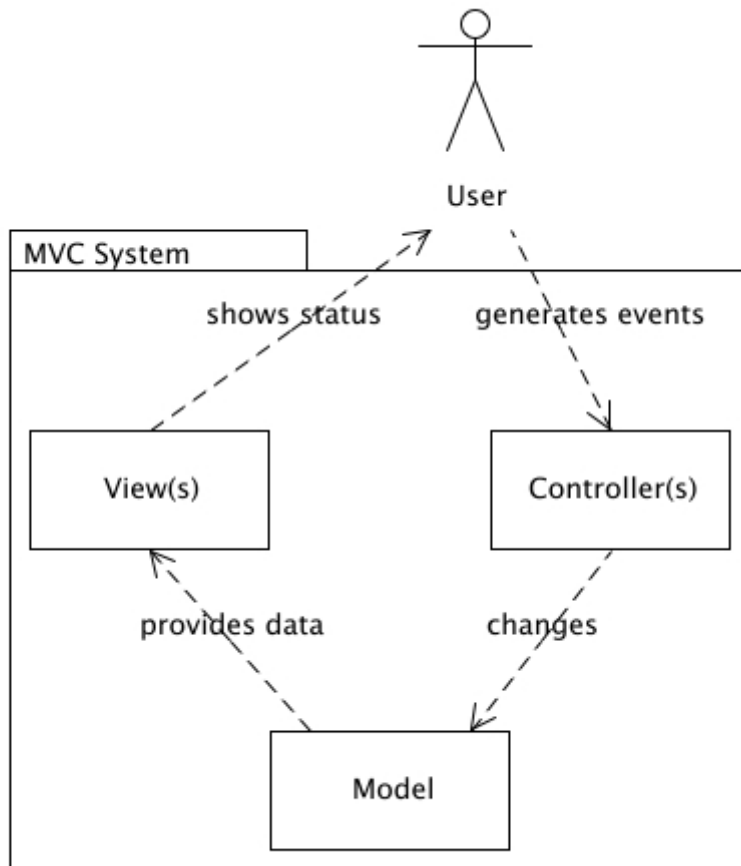 User
MVC System
shows status
generates events
View(s)
Controller(s)
provides data
changes
Model